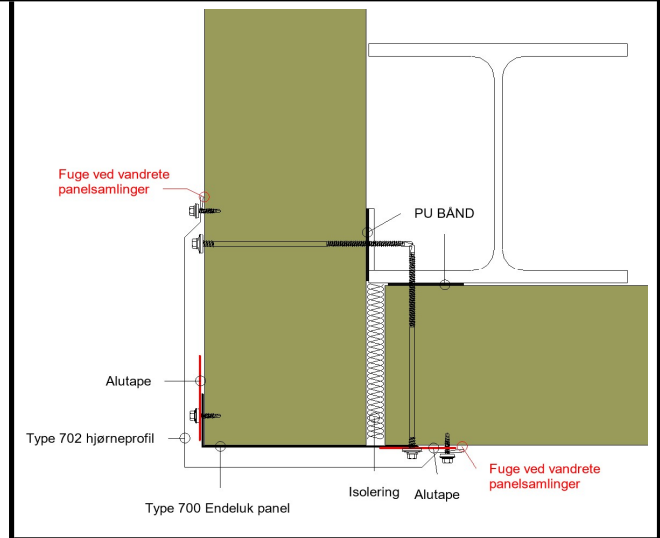 Fuge ved vandrete
panelsamlinger
PU BÅND
Alutape
Type 702 hjørneprofil
Fuge ved vandrete
panelsamlinger
Isolering
Alutape
Type 700 Endeluk panel